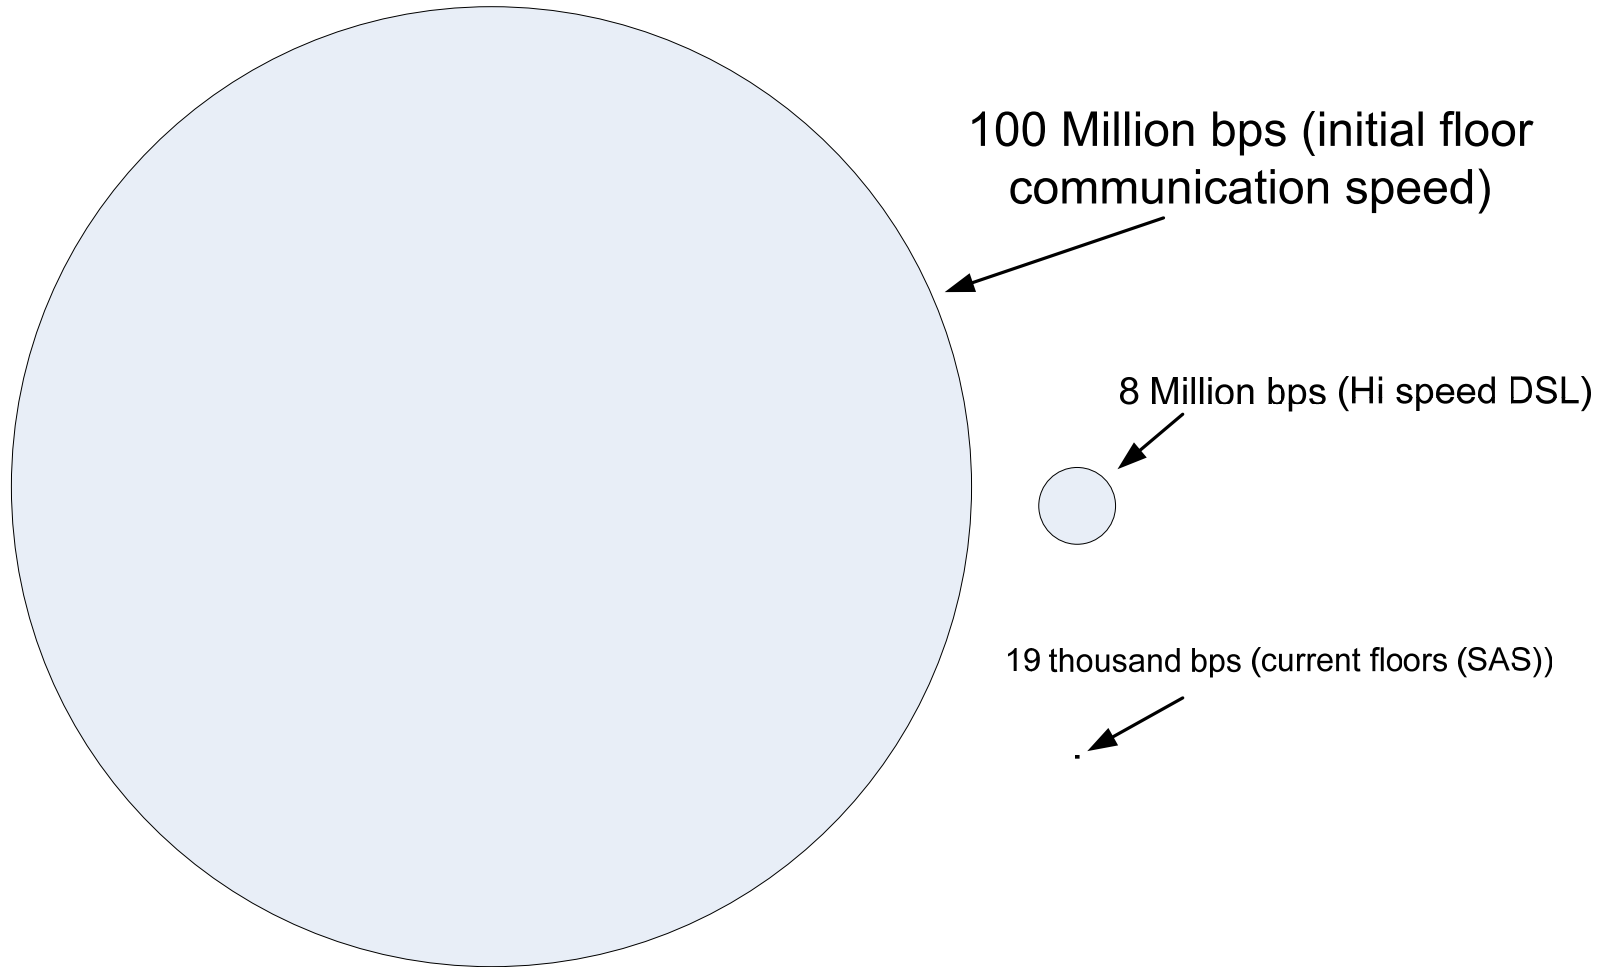 100 Million bps (initial floor
communication speed)
8 Million bps (Hi speed DSL)
19 thousand bps (current floors (SAS))